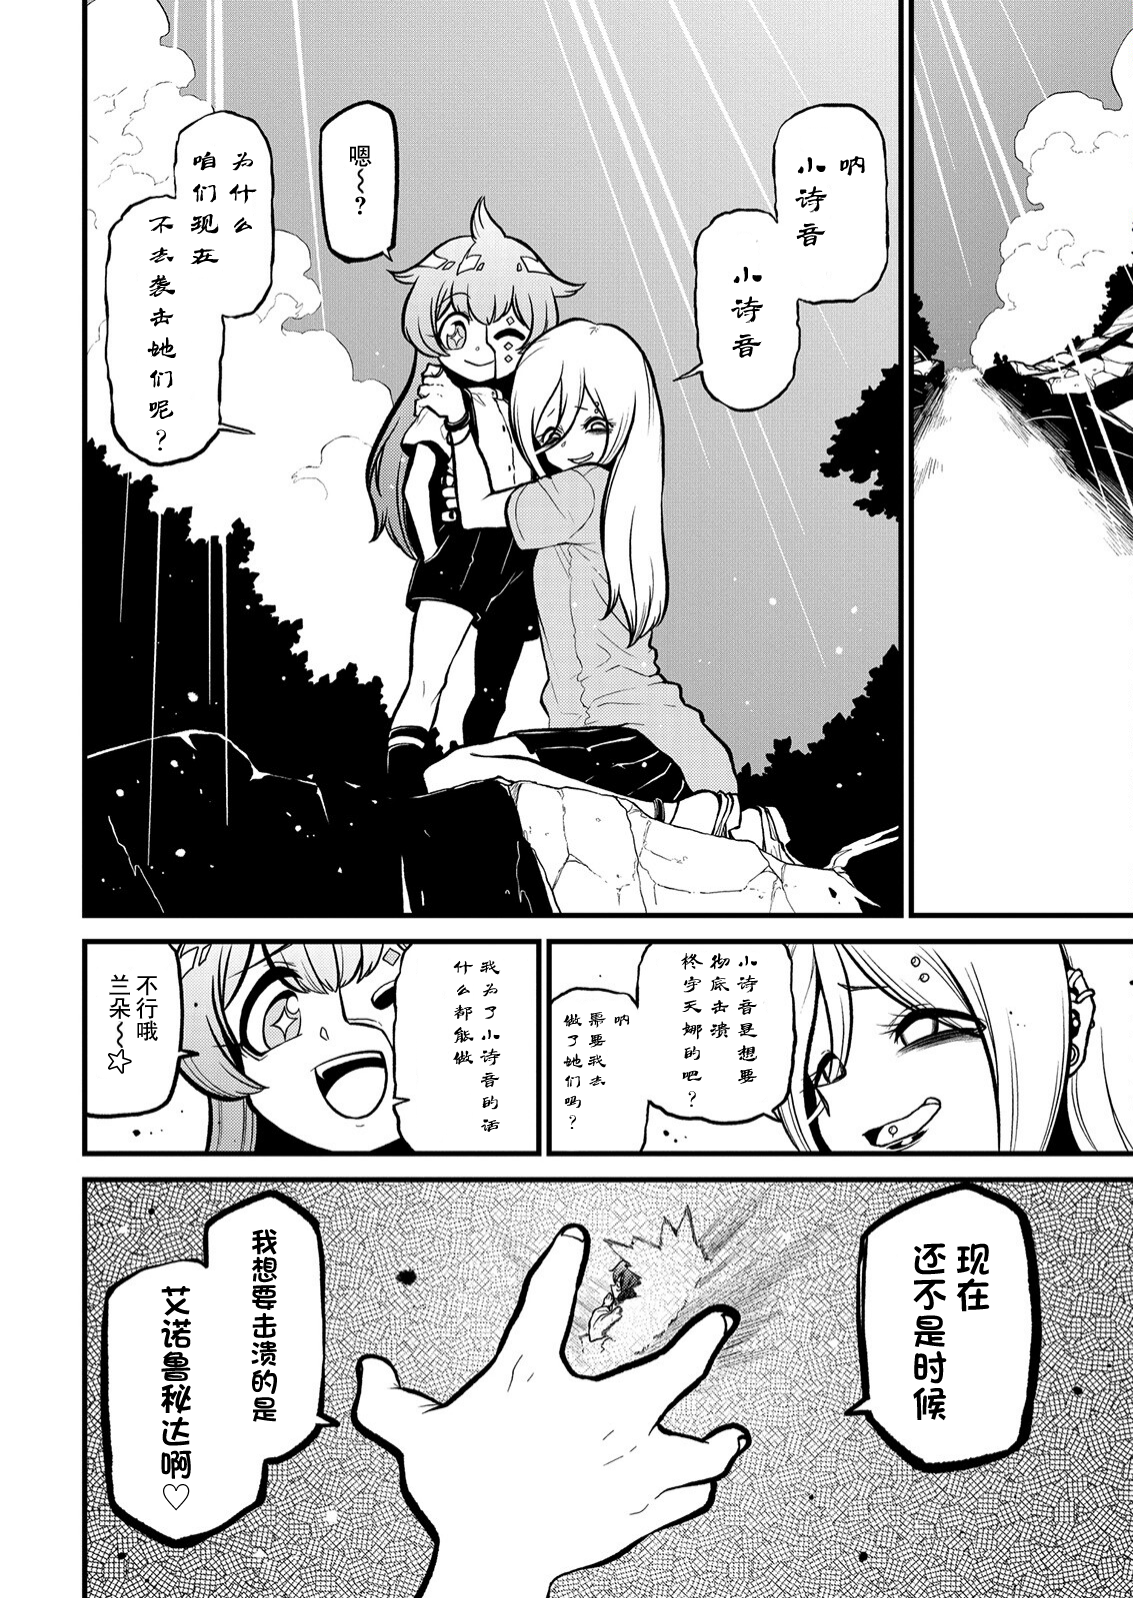 呐
小诗音
小诗音
嗯～？
为什么
咱们现在
不去袭击她们呢？
小诗音是想要
彻底击溃
柊宇天娜的吧？
呐
需要我去
做了她们吗？
我为了小诗音的话
什么都能做
不行哦
兰朵～☆
现在
还不是时候
我想要击溃的是
艾诺鲁秘达啊♡